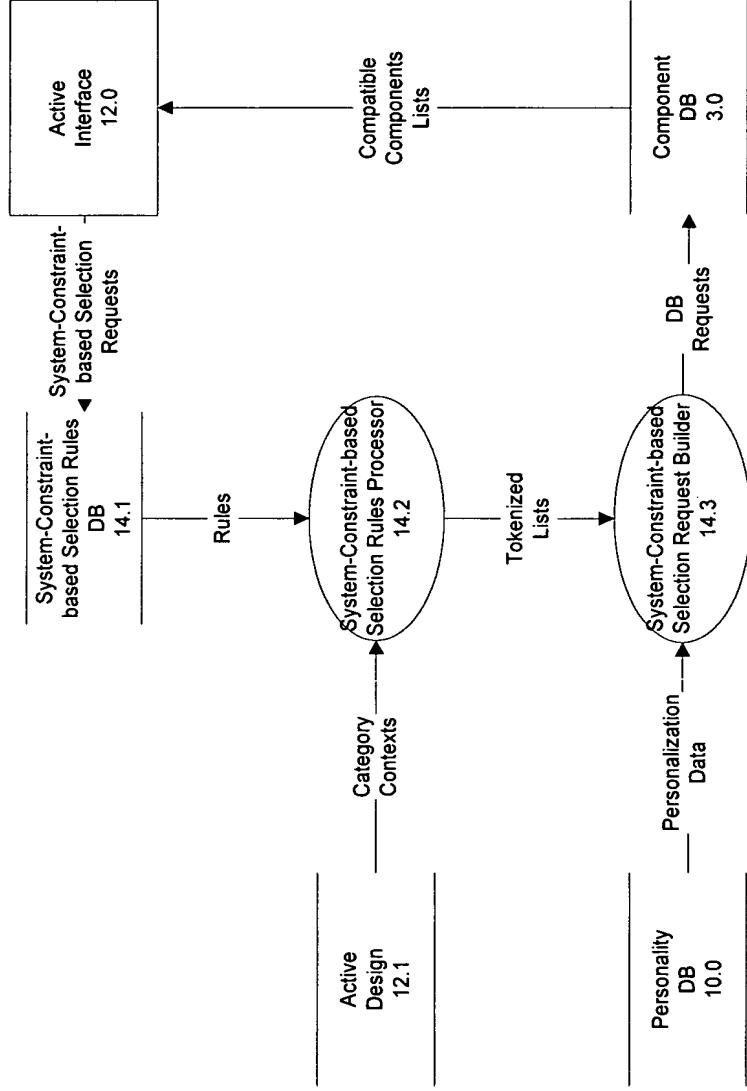 Active
Interface
12.0
System-Constraint-
based Selection
Requests
System-Constraint-
based Selection Rules
DB
14.1
Rules
Compatible
Components
Lists
Active
Design
12.1
Category
Contexts
System-Constraint-based
Selection Rules Processor
14.2
Tokenized
Lists
Personality
DB
10.0
Personalization
Data
System-Constraint-based
Selection Request Builder
14.3
DB
Requests
Component
DB
3.0